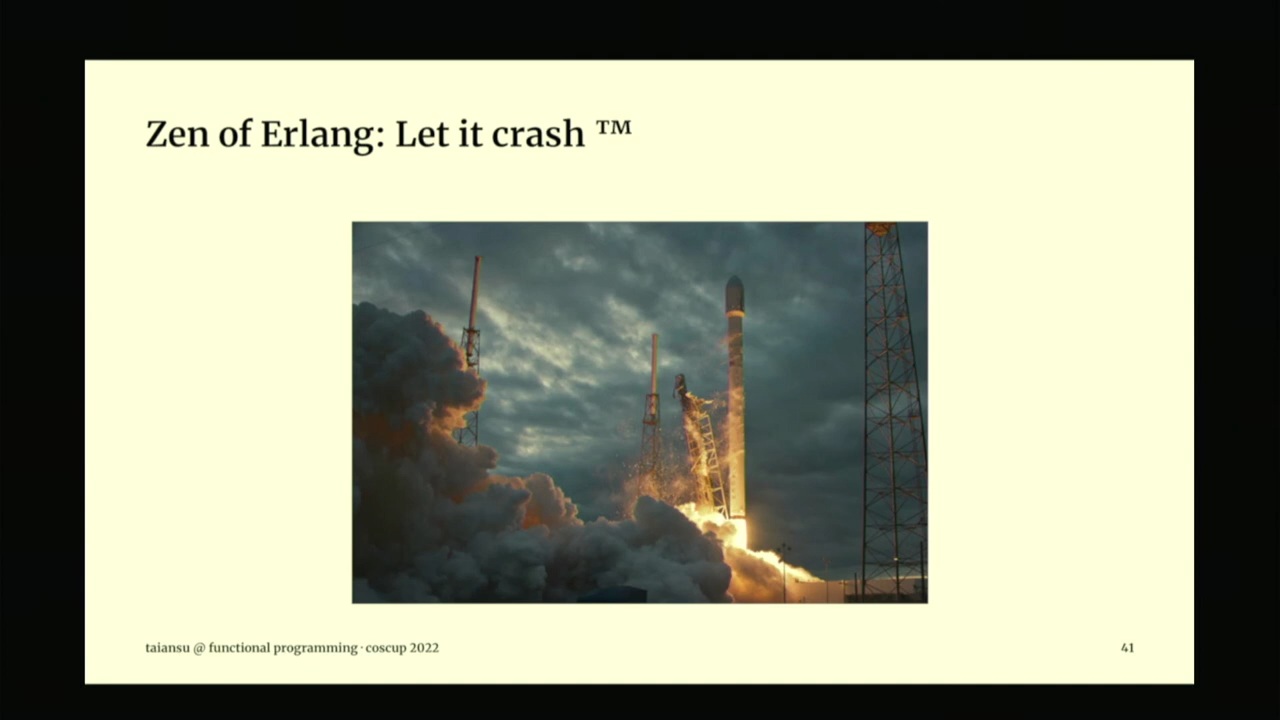 Zen of Erlang: Let it crash ™
taiansu @ functional programming · coscup 2022
41